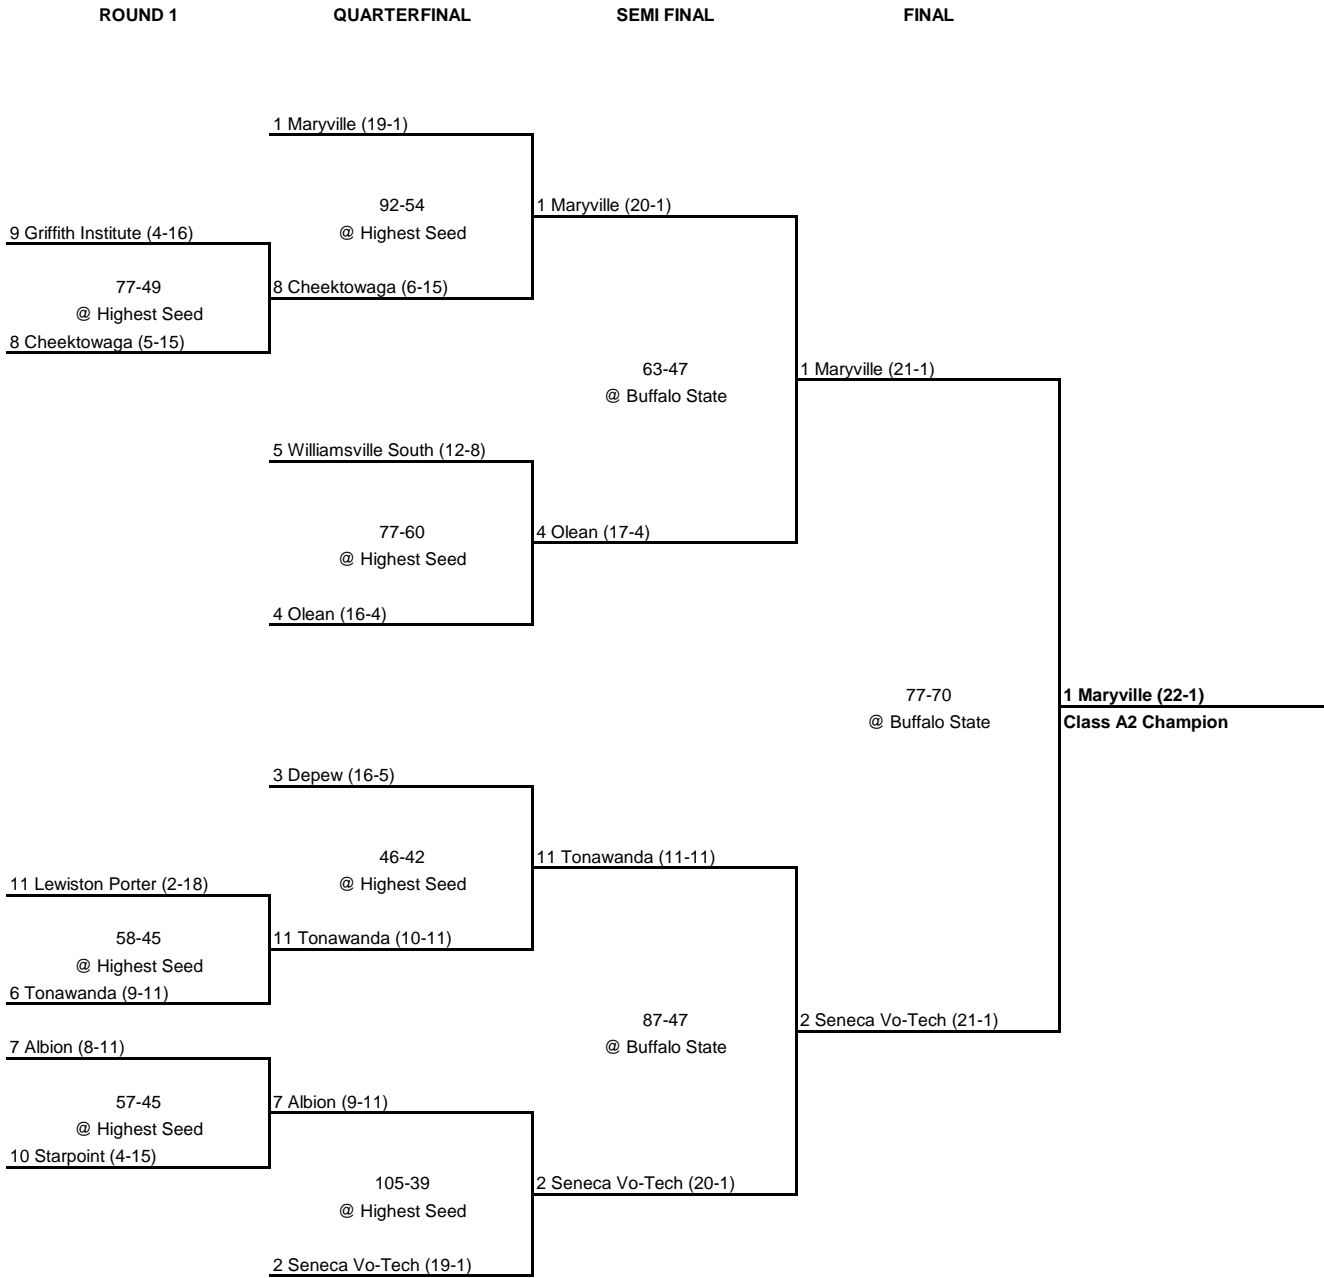 ROUND 1 QUARTERFINAL SEMI FINAL FINAL
1 Maryville (19-1)
92-54
@ Highest Seed
1 Maryville (20-1)
9 Griffith Institute (4-16)
77-49
@ Highest Seed
8 Cheektowaga (6-15)
8 Cheektowaga (5-15)
63-47
@ Buffalo State
1 Maryville (21-1)
5 Williamsville South (12-8)
77-60
@ Highest Seed
4 Olean (17-4)
4 Olean (16-4)
77-70
@ Buffalo State
1 Maryville (22-1)
Class A2 Champion
3 Depew (16-5)
46-42
@ Highest Seed
11 Tonawanda (11-11)
11 Lewiston Porter (2-18)
58-45
@ Highest Seed
11 Tonawanda (10-11)
6 Tonawanda (9-11)
87-47
@ Buffalo State
2 Seneca Vo-Tech (21-1)
7 Albion (8-11)
57-45
@ Highest Seed
7 Albion (9-11)
10 Starpoint (4-15)
105-39
@ Highest Seed
2 Seneca Vo-Tech (20-1)
2 Seneca Vo-Tech (19-1)